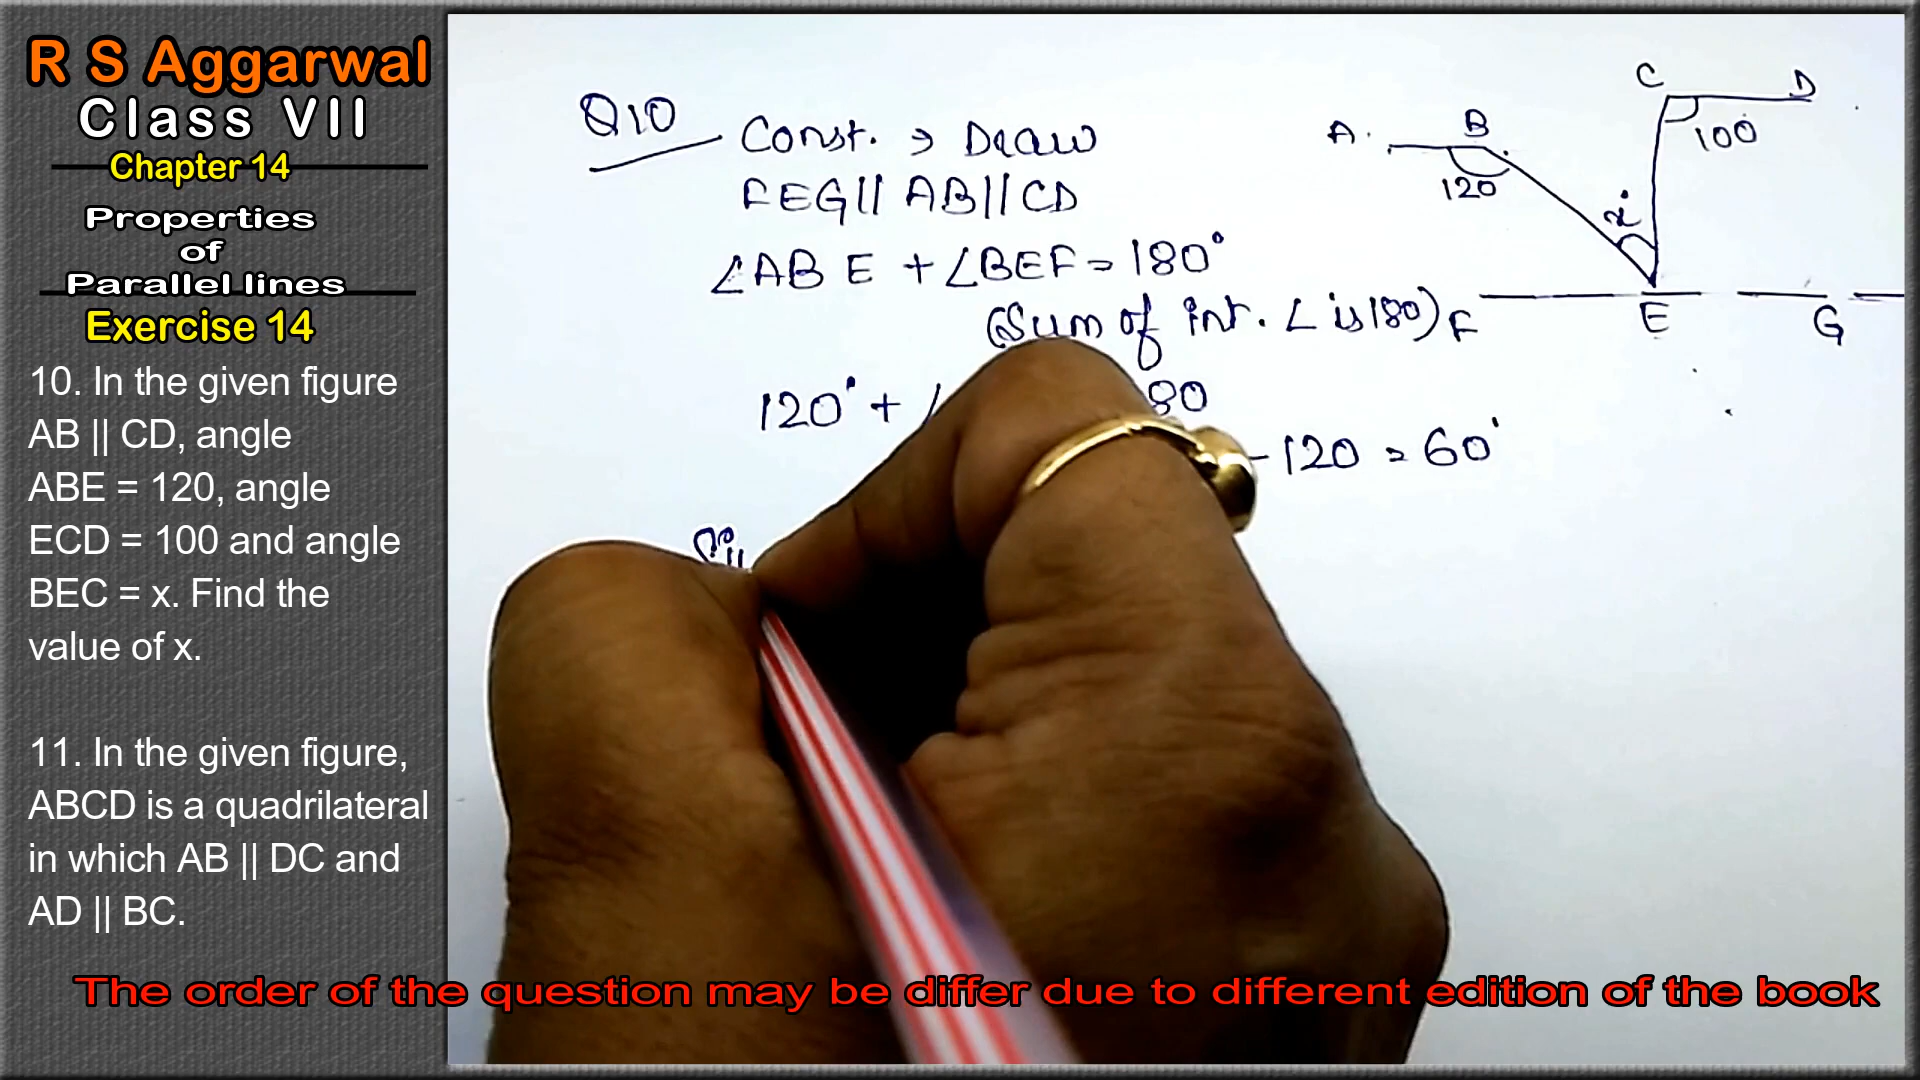 R S Aggarwal
Class VII
Chapter 14
Properties
of
Parallel lines
Exercise 14
10. In the given figure
AB || CD, angle
ABE = 120, angle
ECD = 100 and angle
BEC = x. Find the
value of x.
11. In the given figure,
ABCD is a quadrilateral
in which AB || DC and
AD || BC.
Q10 Const. → Draw
FEG || AB || CD
∠ABE + ∠BEF = 180°
(Sum of int. ∠ is 180)
120° + ∠ 80
- 120 = 60°
A B C D
120 100
x°
F E G
The order of the question may be differ due to different edition of the book